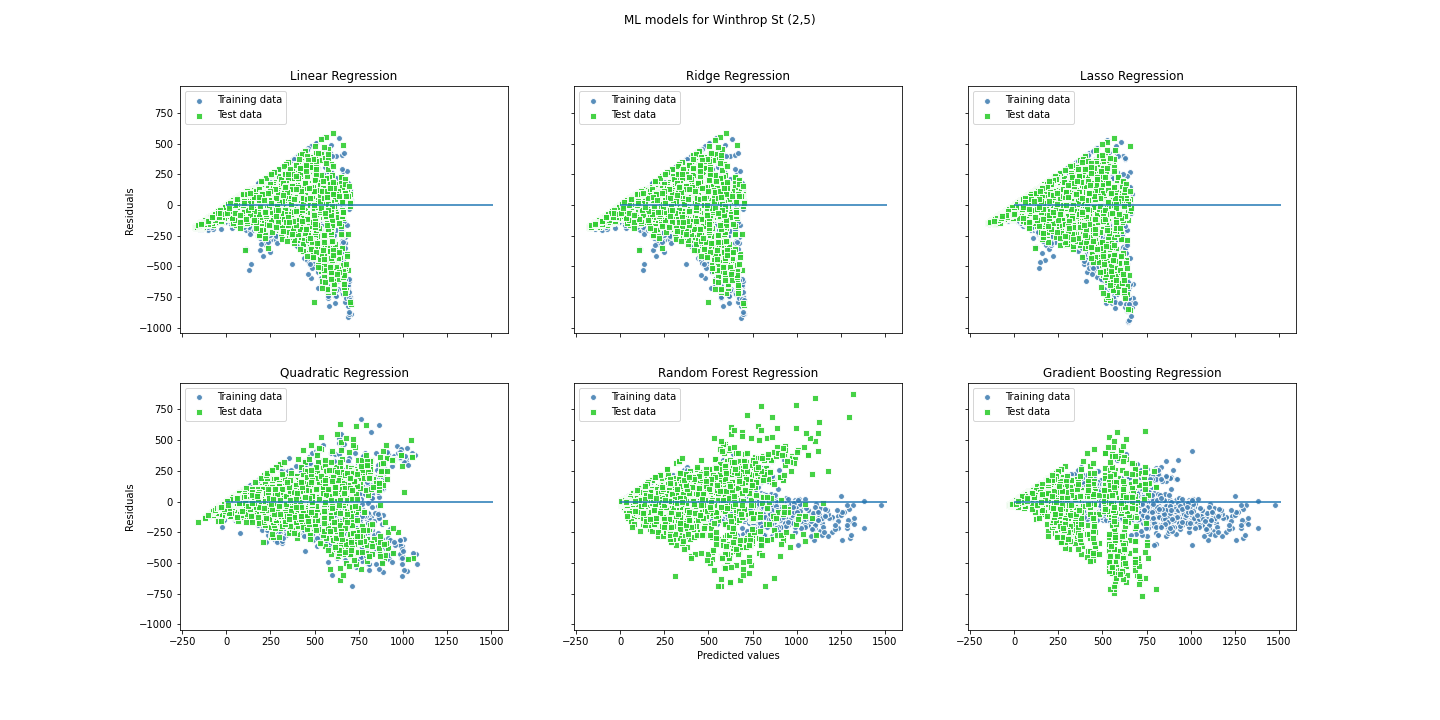 ML models for Winthrop St (2,5)
Linear Regression
Training data
Test data
750
500
250
0
−250
−500
−750
−1000
Residuals
Ridge Regression
Training data
Test data
Lasso Regression
Training data
Test data
Quadratic Regression
Training data
Test data
750
500
250
0
−250
−500
−750
−1000
Residuals
−250 0 250 500 750 1000 1250 1500
Random Forest Regression
Training data
Test data
−250 0 250 500 750 1000 1250 1500
Predicted values
Gradient Boosting Regression
Training data
Test data
−250 0 250 500 750 1000 1250 1500